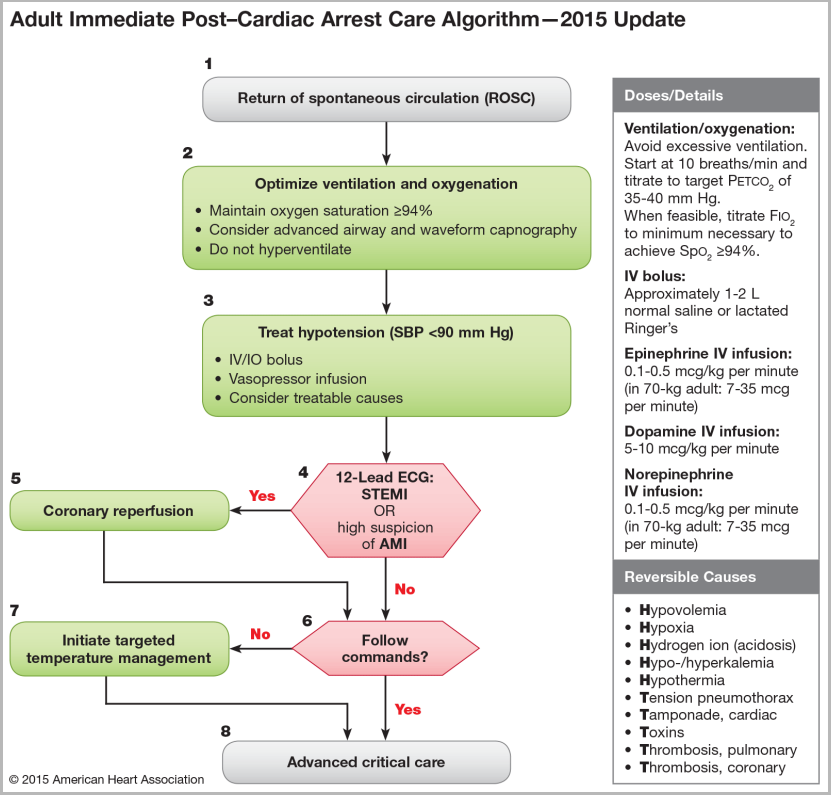 Adult Immediate Post–Cardiac Arrest Care Algorithm—2015 Update
1
Return of spontaneous circulation (ROSC)
2
Optimize ventilation and oxygenation
• Maintain oxygen saturation ≥94%
• Consider advanced airway and waveform capnography
• Do not hyperventilate
3
Treat hypotension (SBP <90 mm Hg)
• IV/IO bolus
• Vasopressor infusion
• Consider treatable causes
4
12-Lead ECG:
STEMI
OR
high suspicion
of AMI
Yes
5
Coronary reperfusion
No
6
Follow
commands?
No
7
Initiate targeted
temperature management
Yes
8
Advanced critical care
© 2015 American Heart Association
Doses/Details
Ventilation/oxygenation:
Avoid excessive ventilation.
Start at 10 breaths/min and
titrate to target PETCO2 of
35-40 mm Hg.
When feasible, titrate FIO2
to minimum necessary to
achieve SpO2 ≥94%.
IV bolus:
Approximately 1-2 L
normal saline or lactated
Ringer’s
Epinephrine IV infusion:
0.1-0.5 mcg/kg per minute
(in 70-kg adult: 7-35 mcg
per minute)
Dopamine IV infusion:
5-10 mcg/kg per minute
Norepinephrine
IV infusion:
0.1-0.5 mcg/kg per minute
(in 70-kg adult: 7-35 mcg
per minute)
Reversible Causes
• Hypovolemia
• Hypoxia
• Hydrogen ion (acidosis)
• Hypo-/hyperkalemia
• Hypothermia
• Tension pneumothorax
• Tamponade, cardiac
• Toxins
• Thrombosis, pulmonary
• Thrombosis, coronary